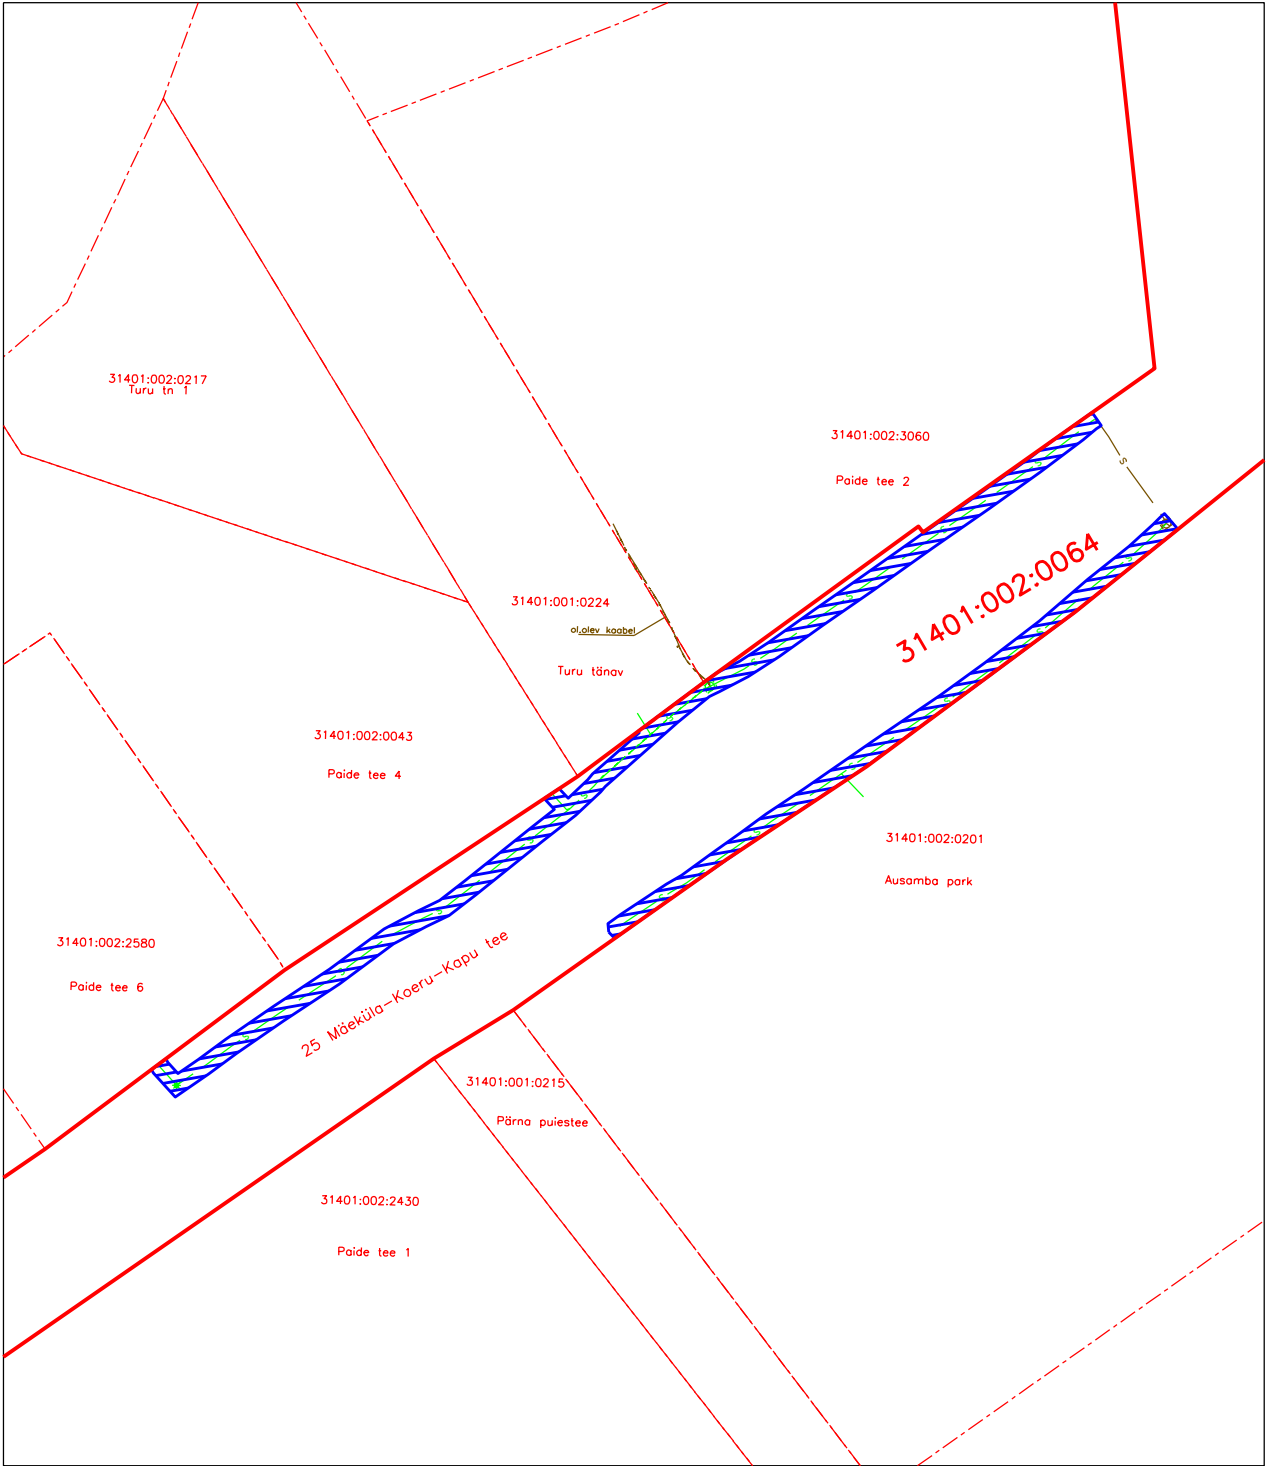 31401:002:0217
Turu tn 1
31401:002:3060
Paide tee 2
S
31401:002:0064
31401:001:0224
ol.olev kaabel
Turu tänav
31401:002:0043
Paide tee 4
31401:002:0201
Ausamba park
31401:002:2580
Paide tee 6
25 Mäeküla-Koeru-Kapu tee
31401:001:0215
Pärna puiestee
31401:002:2430
Paide tee 1